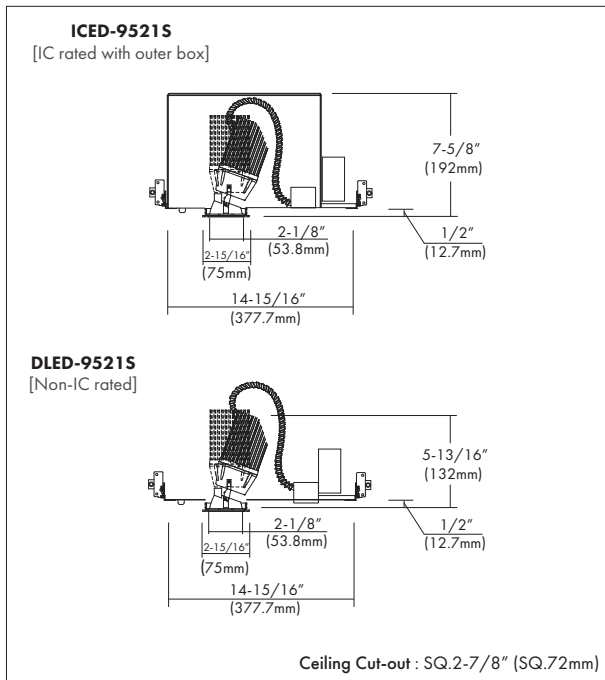 ICED-9521S
[IC rated with outer box]
7-5/8”
(192mm)
2-1/8”
(53.8mm)
1/2”
(12.7mm)
2-15/16”
(75mm)
14-15/16”
(377.7mm)
DLED-9521S
[Non-IC rated]
5-13/16”
(132mm)
2-1/8”
(53.8mm)
1/2”
(12.7mm)
2-15/16”
(75mm)
14-15/16”
(377.7mm)
Ceiling Cut-out : SQ.2-7/8” (SQ.72mm)